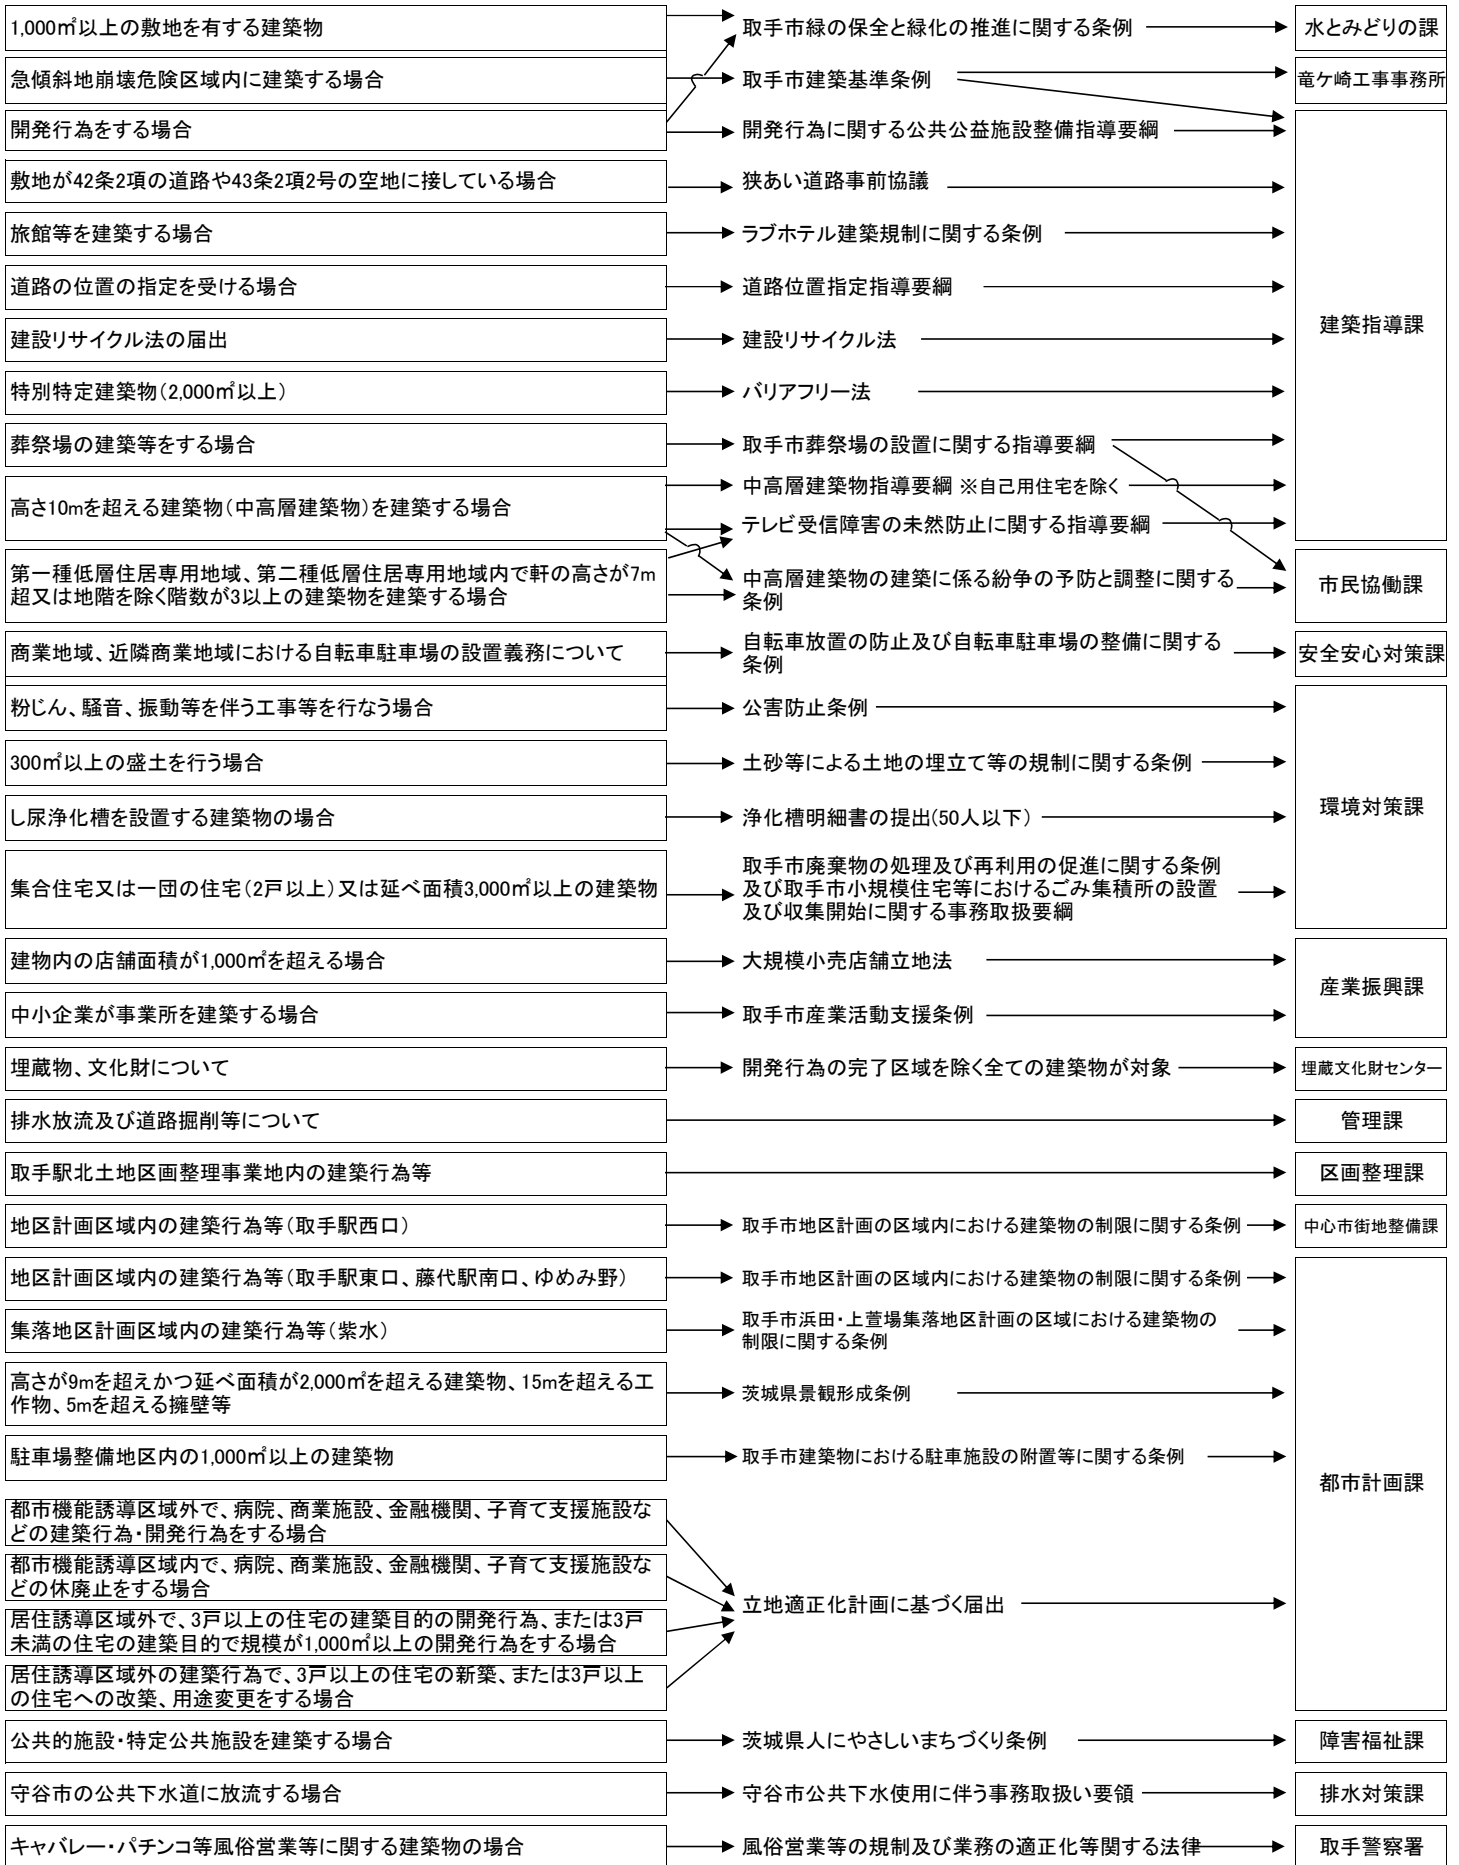 1,000㎡以上の敷地を有する建築物
取手市緑の保全と緑化の推進に関する条例
水とみどりの課
急傾斜地崩壊危険区域内に建築する場合
取手市建築基準条例
竜ケ崎工事事務所
開発行為をする場合
開発行為に関する公共公益施設整備指導要綱
敷地が42条2項の道路や43条2項2号の空地に接している場合
狭あい道路事前協議
旅館等を建築する場合
ラブホテル建築規制に関する条例
道路の位置の指定を受ける場合
道路位置指定指導要綱
建設リサイクル法の届出
建設リサイクル法
建築指導課
特別特定建築物(2,000㎡以上)
バリアフリー法
葬祭場の建築等をする場合
取手市葬祭場の設置に関する指導要綱
高さ10mを超える建築物(中高層建築物)を建築する場合
中高層建築物指導要綱 ※自己用住宅を除く
テレビ受信障害の未然防止に関する指導要綱
第一種低層住居専用地域、第二種低層住居専用地域内で軒の高さが7m
超又は地階を除く階数が3以上の建築物を建築する場合
中高層建築物の建築に係る紛争の予防と調整に関する
条例
市民協働課
商業地域、近隣商業地域における自転車駐車場の設置義務について
自転車放置の防止及び自転車駐車場の整備に関する
条例
安全安心対策課
粉じん、騒音、振動等を伴う工事等を行なう場合
公害防止条例
300㎡以上の盛土を行う場合
土砂等による土地の埋立て等の規制に関する条例
し尿浄化槽を設置する建築物の場合
浄化槽明細書の提出(50人以下)
環境対策課
集合住宅又は一団の住宅(2戸以上)又は延べ面積3,000㎡以上の建築物
取手市廃棄物の処理及び再利用の促進に関する条例
及び取手市小規模住宅等におけるごみ集積所の設置
及び収集開始に関する事務取扱要綱
建物内の店舗面積が1,000㎡を超える場合
大規模小売店舗立地法
産業振興課
中小企業が事業所を建築する場合
取手市産業活動支援条例
埋蔵物、文化財について
開発行為の完了区域を除く全ての建築物が対象
埋蔵文化財センター
排水放流及び道路掘削等について
管理課
取手駅北土地区画整理事業地内の建築行為等
区画整理課
地区計画区域内の建築行為等(取手駅西口)
取手市地区計画の区域内における建築物の制限に関する条例
中心市街地整備課
地区計画区域内の建築行為等(取手駅東口、藤代駅南口、ゆめみ野)
取手市地区計画の区域内における建築物の制限に関する条例
集落地区計画区域内の建築行為等(紫水)
取手市浜田・上萱場集落地区計画の区域における建築物の
制限に関する条例
高さが9mを超えかつ延べ面積が2,000㎡を超える建築物、15mを超える工
作物、5mを超える擁壁等
茨城県景観形成条例
駐車場整備地区内の1,000㎡以上の建築物
取手市建築物における駐車施設の附置等に関する条例
都市計画課
都市機能誘導区域外で、病院、商業施設、金融機関、子育て支援施設な
どの建築行為・開発行為をする場合
都市機能誘導区域内で、病院、商業施設、金融機関、子育て支援施設な
どの休廃止をする場合
立地適正化計画に基づく届出
居住誘導区域外で、3戸以上の住宅の建築目的の開発行為、または3戸
未満の住宅の建築目的で規模が1,000㎡以上の開発行為をする場合
居住誘導区域外の建築行為で、3戸以上の住宅の新築、または3戸以上
の住宅への改築、用途変更をする場合
公共的施設・特定公共施設を建築する場合
茨城県人にやさしいまちづくり条例
障害福祉課
守谷市の公共下水道に放流する場合
守谷市公共下水使用に伴う事務取扱い要領
排水対策課
キャバレー・パチンコ等風俗営業等に関する建築物の場合
風俗営業等の規制及び業務の適正化等関する法律
取手警察署